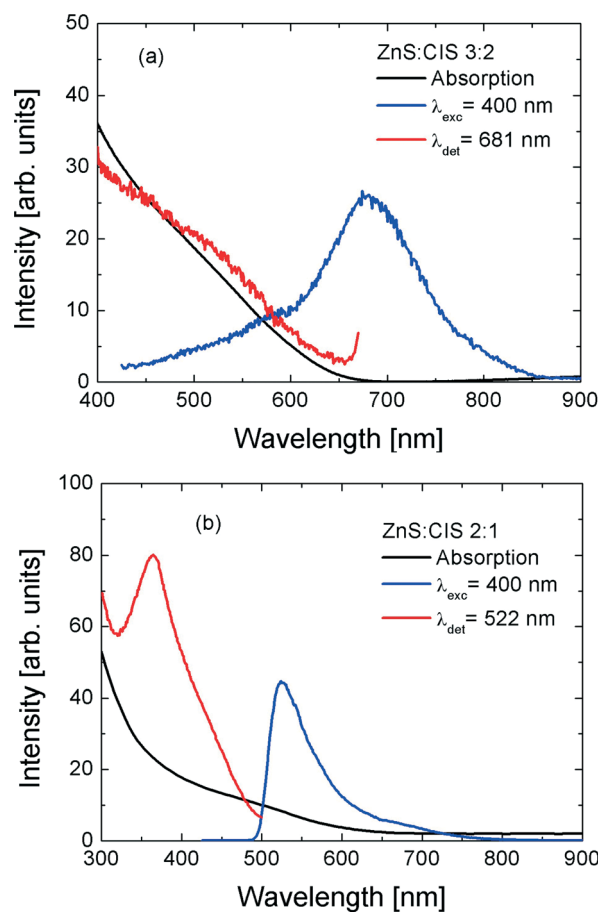 50
(a)
ZnS:CIS 3:2
Absorption
40
λexc= 400 nm
λdet= 681 nm
30
20
10
0
Intensity [arb. units]
400 500 600 700 800 900
Wavelength [nm]
100
(b)
ZnS:CIS 2:1
Absorption
80
λexc= 400 nm
λdet= 522 nm
60
40
20
0
Intensity [arb. units]
300 400 500 600 700 800 900
Wavelength [nm]